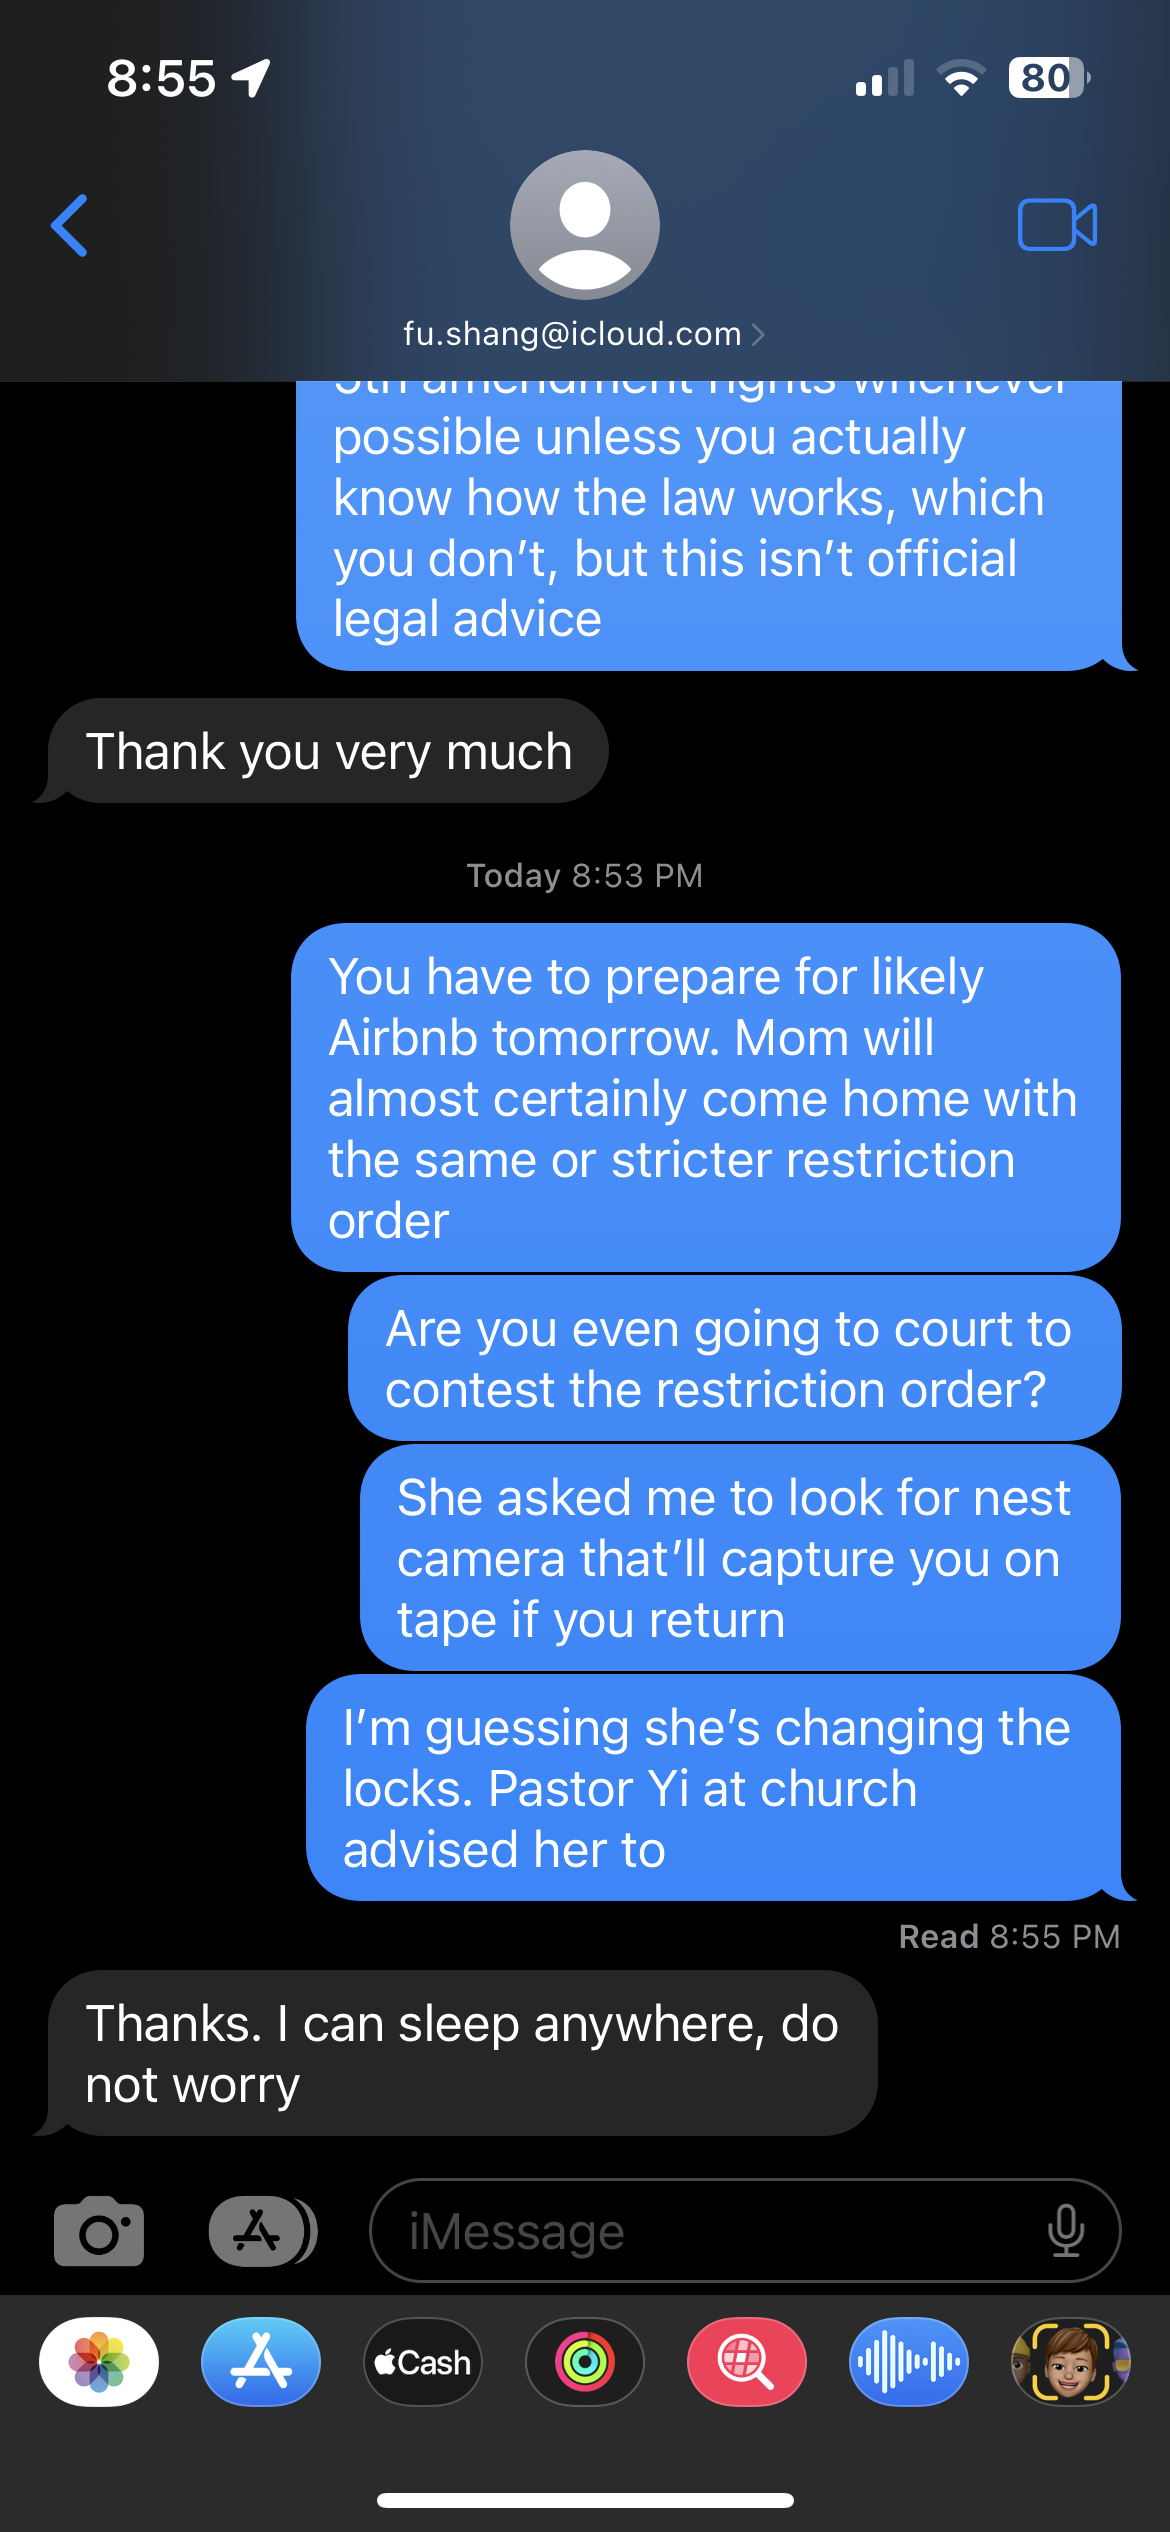 8:55
80
fu.shang@icloud.com
5th amendment rights whenever
possible unless you actually
know how the law works, which
you don't, but this isn't official
legal advice
Thank you very much
Today 8:53 PM
You have to prepare for likely
Airbnb tomorrow. Mom will
almost certainly come home with
the same or stricter restriction
order
Are you even going to court to
contest the restriction order?
She asked me to look for nest
camera that'll capture you on
tape if you return
I'm guessing she's changing the
locks. Pastor Yi at church
advised her to
Read 8:55 PM
Thanks. I can sleep anywhere, do
not worry
iMessage
Cash